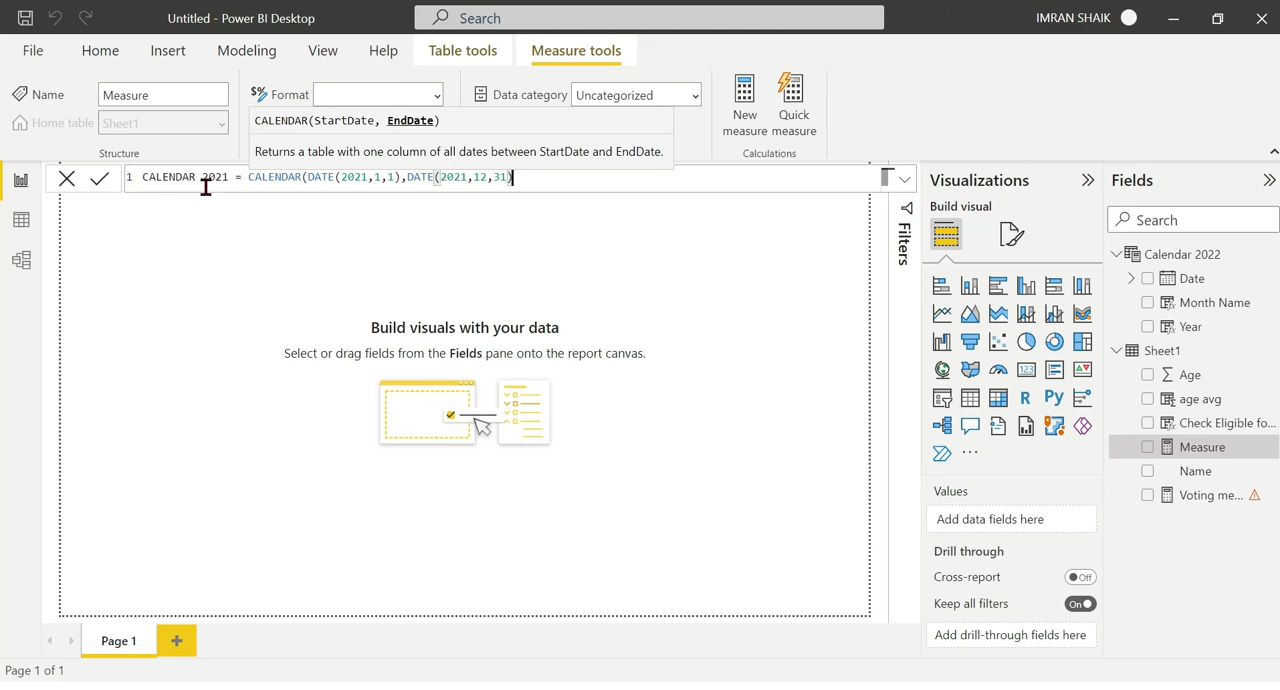 Untitled - Power BI Desktop
Search
IMRAN SHAIK
File Home Insert Modeling View Help Table tools Measure tools
Name Measure
Home table Sheet1
Structure
$% Format
Data category Uncategorized
New measure
Quick measure
Calculations
CALENDAR(StartDate, EndDate)
Returns a table with one column of all dates between StartDate and EndDate.
1 CALENDAR 2021 = CALENDAR(DATE(2021,1,1),DATE(2021,12,31)
Filters
Build visuals with your data
Select or drag fields from the Fields pane onto the report canvas.
Visualizations
Build visual
123
R
Py
Values
Add data fields here
Drill through
Cross-report Off
Keep all filters On
Add drill-through fields here
Fields
Search
Calendar 2022
Date
Month Name
Year
Sheet1
Age
age avg
Check Eligible fo...
Measure
Name
Voting me...
Page 1
Page 1 of 1